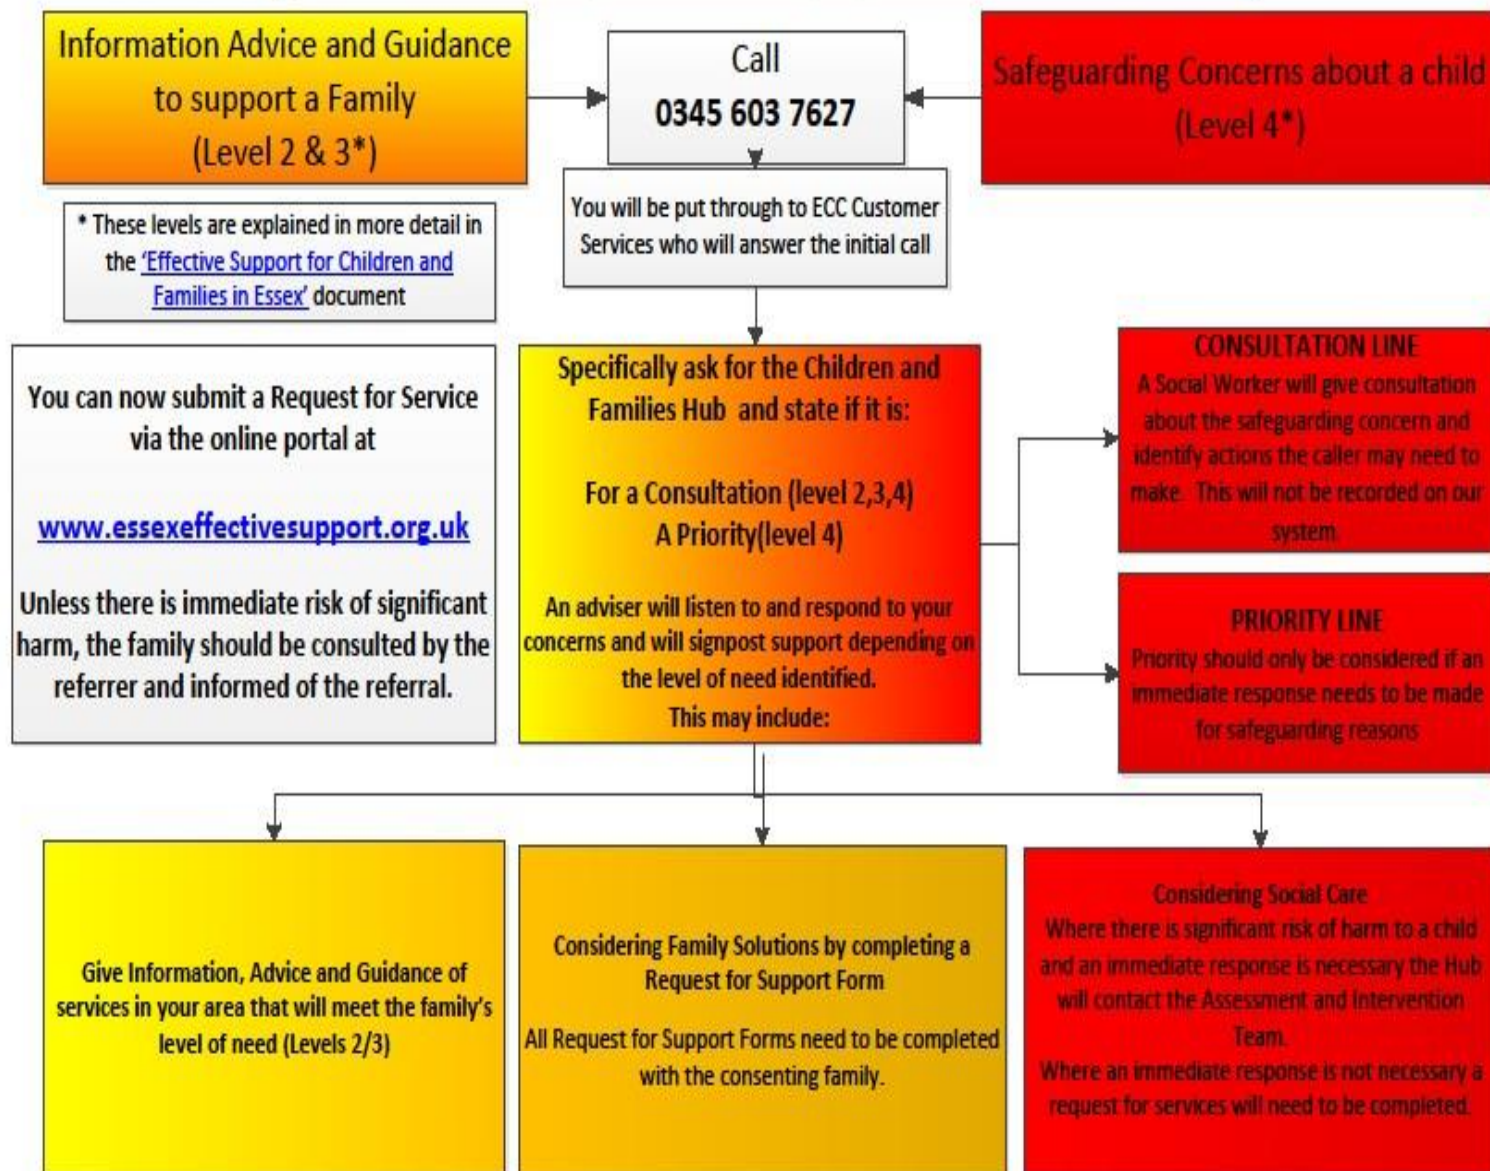 Information Advice and Guidance
to support a Family
(Level 2 & 3*)
Call
0345 603 7627
Safeguarding Concerns about a child
(Level 4*)
* These levels are explained in more detail in
the ‘Effective Support for Children and
Families in Essex’ document
You will be put through to ECC Customer
Services who will answer the initial call
You can now submit a Request for Service
via the online portal at
www.essexeffectivesupport.org.uk
Unless there is immediate risk of significant
harm, the family should be consulted by the
referrer and informed of the referral.
Specifically ask for the Children and
Families Hub and state if it is:
For a Consultation (level 2,3,4)
A Priority(level 4)
An adviser will listen to and respond to your
concerns and will signpost support depending on
the level of need identified.
This may include:
CONSULTATION LINE
A Social Worker will give consultation
about the safeguarding concern and
identify actions the caller may need to
make. This will not be recorded on our
system.
PRIORITY LINE
Priority should only be considered if an
immediate response needs to be made
for safeguarding reasons
Give Information, Advice and Guidance of
services in your area that will meet the family’s
level of need (Levels 2/3)
Considering Family Solutions by completing a
Request for Support Form
All Request for Support Forms need to be completed
with the consenting family.
Considering Social Care
Where there is significant risk of harm to a child
and an immediate response is necessary the Hub
will contact the Assessment and Intervention
Team.
Where an immediate response is not necessary a
request for services will need to be completed.